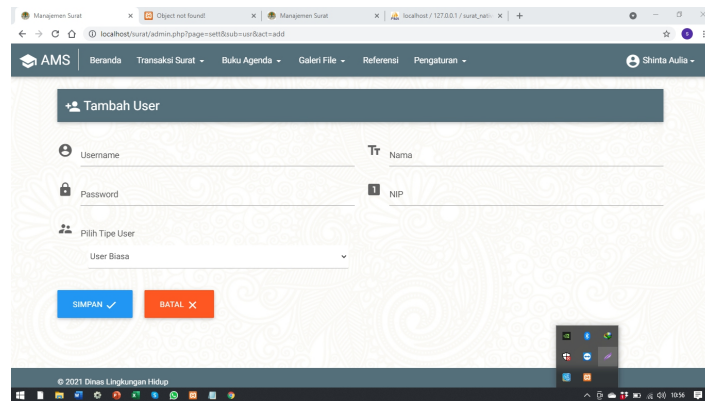 Manajemen Surat
Object not found!
Manajemen Surat
localhost / 127.0.0.1 / surat_nati
localhost/surat/admin.php?page=sett&sub=usr&act=add
AMS
Beranda
Transaksi Surat
Buku Agenda
Galeri File
Referensi
Pengaturan
Shinta Aulia
Tambah User
Username
Nama
Password
NIP
Pilih Tipe User
User Biasa
SIMPAN
BATAL
© 2021 Dinas Lingkungan Hidup
10:56